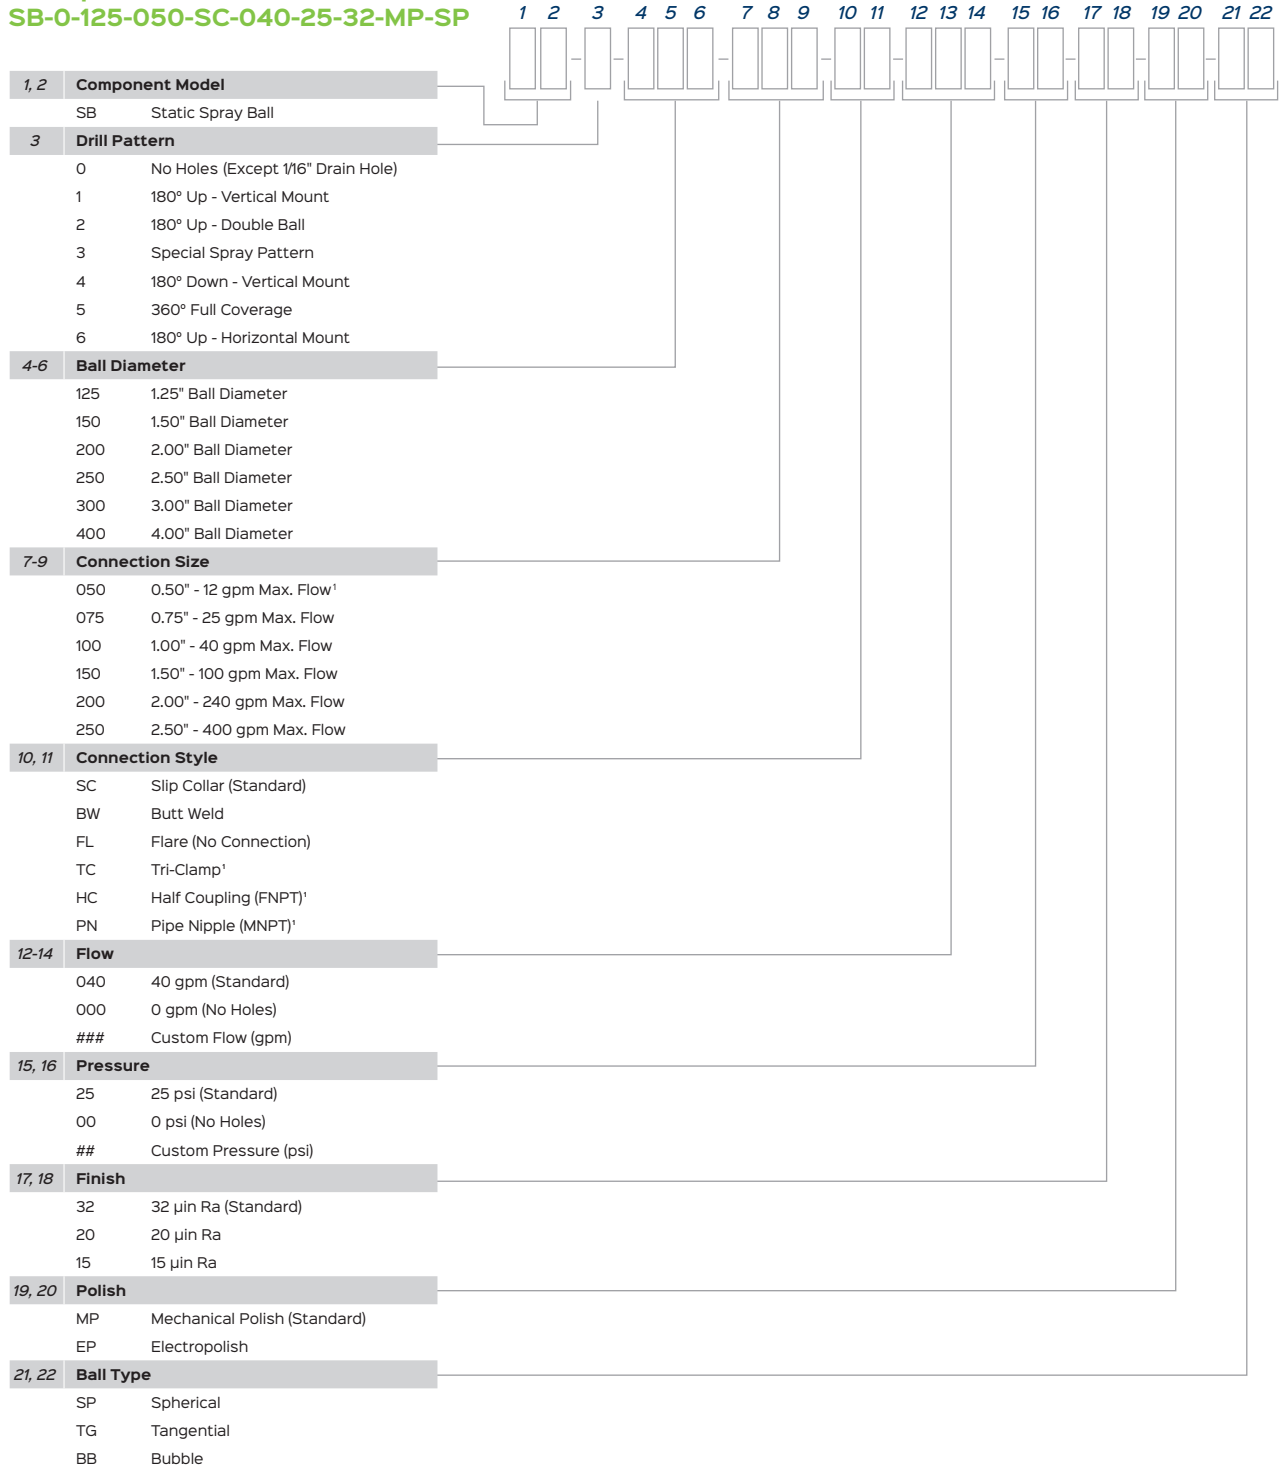 SB-0-125-050-SC-040-25-32-MP-SP
1 2 3 4 5 6 7 8 9 10 11 12 13 14 15 16 17 18 19 20 21 22
1, 2 Component Model
SB Static Spray Ball
3 Drill Pattern
0 No Holes (Except 1/16" Drain Hole)
1 180° Up - Vertical Mount
2 180° Up - Double Ball
3 Special Spray Pattern
4 180° Down - Vertical Mount
5 360° Full Coverage
6 180° Up - Horizontal Mount
4-6 Ball Diameter
125 1.25" Ball Diameter
150 1.50" Ball Diameter
200 2.00" Ball Diameter
250 2.50" Ball Diameter
300 3.00" Ball Diameter
400 4.00" Ball Diameter
7-9 Connection Size
050 0.50" - 12 gpm Max. Flow¹
075 0.75" - 25 gpm Max. Flow
100 1.00" - 40 gpm Max. Flow
150 1.50" - 100 gpm Max. Flow
200 2.00" - 240 gpm Max. Flow
250 2.50" - 400 gpm Max. Flow
10, 11 Connection Style
SC Slip Collar (Standard)
BW Butt Weld
FL Flare (No Connection)
TC Tri-Clamp¹
HC Half Coupling (FNPT)¹
PN Pipe Nipple (MNPT)¹
12-14 Flow
040 40 gpm (Standard)
000 0 gpm (No Holes)
### Custom Flow (gpm)
15, 16 Pressure
25 25 psi (Standard)
00 0 psi (No Holes)
## Custom Pressure (psi)
17, 18 Finish
32 32 µin Ra (Standard)
20 20 µin Ra
15 15 µin Ra
19, 20 Polish
MP Mechanical Polish (Standard)
EP Electropolish
21, 22 Ball Type
SP Spherical
TG Tangential
BB Bubble